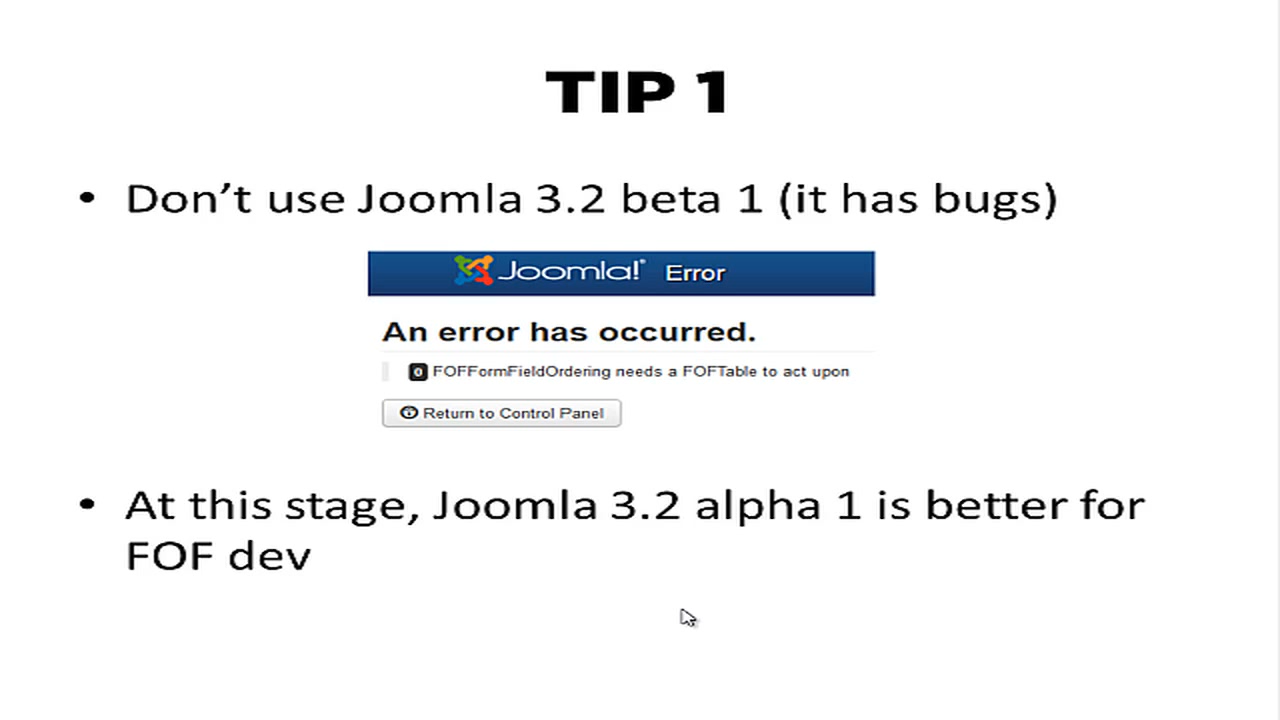 TIP 1
• Don’t use Joomla 3.2 beta 1 (it has bugs)
Joomla!® Error
An error has occurred.
0 FOFFormFieldOrdering needs a FOFTable to act upon
Return to Control Panel
• At this stage, Joomla 3.2 alpha 1 is better for
FOF dev